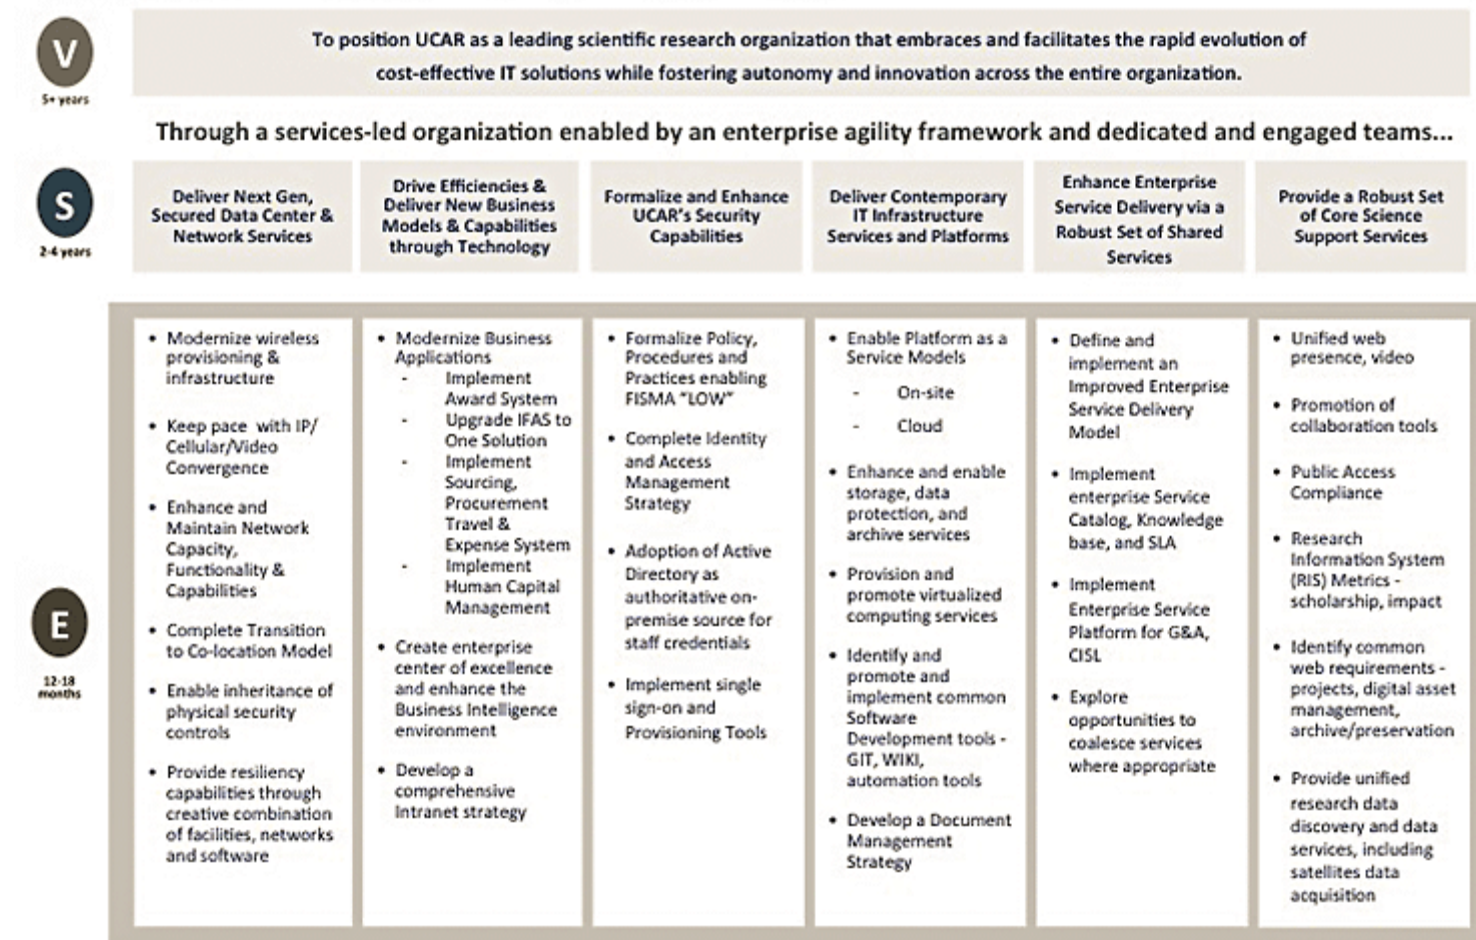 V
5+ years
To position UCAR as a leading scientific research organization that embraces and facilitates the rapid evolution of
cost-effective IT solutions while fostering autonomy and innovation across the entire organization.
Through a services-led organization enabled by an enterprise agility framework and dedicated and engaged teams...
S
2-4 years
Deliver Next Gen,
Secured Data Center &
Network Services
Drive Efficiencies &
Deliver New Business
Models & Capabilities
through Technology
Formalize and Enhance
UCAR's Security
Capabilities
Deliver Contemporary
IT Infrastructure
Services and Platforms
Enhance Enterprise
Service Delivery via a
Robust Set of Shared
Services
Provide a Robust Set
of Core Science
Support Services
E
12-18
months
• Modernize wireless
provisioning &
infrastructure
• Keep pace with IP/
Cellular/Video
Convergence
• Enhance and
Maintain Network
Capacity,
Functionality &
Capabilities
• Complete Transition
to Co-location Model
• Enable inheritance of
physical security
controls
• Provide resiliency
capabilities through
creative combination
of facilities, networks
and software
• Modernize Business
Applications
- Implement
Award System
- Upgrade IFAS to
One Solution
- Implement
Sourcing,
Procurement
Travel &
Expense System
- Implement
Human Capital
Management
• Create enterprise
center of excellence
and enhance the
Business Intelligence
environment
• Develop a
comprehensive
Intranet strategy
• Formalize Policy,
Procedures and
Practices enabling
FISMA "LOW"
• Complete Identity
and Access
Management
Strategy
• Adoption of Active
Directory as
authoritative on-
premise source for
staff credentials
• Implement single
sign-on and
Provisioning Tools
• Enable Platform as a
Service Models
- On-site
- Cloud
• Enhance and enable
storage, data
protection, and
archive services
• Provision and
promote virtualized
computing services
• Identify and
promote and
implement common
Software
Development tools -
GIT, WIKI,
automation tools
• Develop a Document
Management
Strategy
• Define and
implement an
Improved Enterprise
Service Delivery
Model
• Implement
enterprise Service
Catalog, Knowledge
base, and SLA
• Implement
Enterprise Service
Platform for G&A,
CISL
• Explore
opportunities to
coalesce services
where appropriate
• Unified web
presence, video
• Promotion of
collaboration tools
• Public Access
Compliance
• Research
Information System
(RIS) Metrics -
scholarship, impact
• Identify common
web requirements -
projects, digital asset
management,
archive/preservation
• Provide unified
research data
discovery and data
services, including
satellites data
acquisition